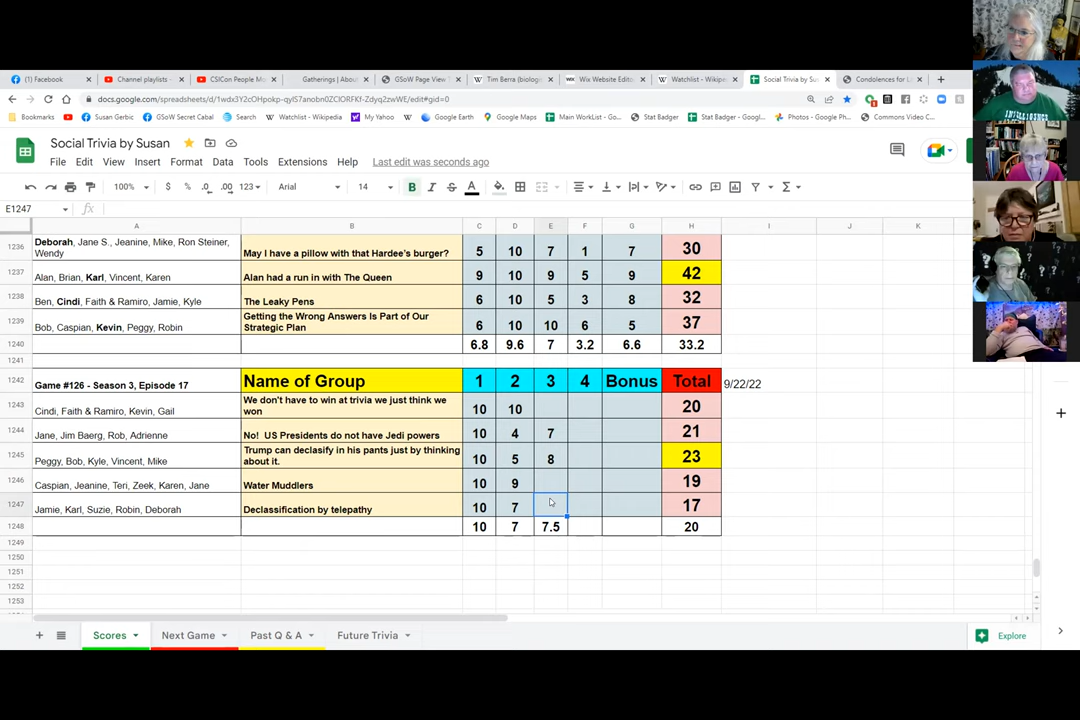 (1) Facebook Channel playlists - CSICon People Mo Gatherings | Abou GSoW Page View Tim Berra (biolog Wix Website Edito Watchlist - Wikipe Social Trivia by Su Condolences for L
docs.google.com/spreadsheets/d/
Bookmarks Susan Gerbic GSoW Secret Cabal Search Watchlist - Wikipedia My Yahoo Google Earth Google Maps Main WorkList - Go... Stat Badger Stat Badger - Googl... Photos - Google Ph... Commons Video C...
Social Trivia by Susan
File Edit View Insert Format Data Tools Extensions Help Last edit was seconds ago
100% $ % .0 .00 123 Arial 14 B I S A
E1247 fx
A B C D E F G H I J K
1236 Deborah, Jane S., Jeanine, Mike, Ron Steiner, Wendy May I have a pillow with that Hardee's burger? 5 10 7 1 7 30
1237 Alan, Brian, Karl, Vincent, Karen Alan had a run in with The Queen 9 10 9 5 9 42
1238 Ben, Cindi, Faith & Ramiro, Jamie, Kyle The Leaky Pens 6 10 5 3 8 32
1239 Bob, Caspian, Kevin, Peggy, Robin Getting the Wrong Answers Is Part of Our Strategic Plan 6 10 10 6 5 37
1240 6.8 9.6 7 3.2 6.6 33.2
1241
1242 Game #126 - Season 3, Episode 17 Name of Group 1 2 3 4 Bonus Total 9/22/22
1243 Cindi, Faith & Ramiro, Kevin, Gail We don't have to win at trivia we just think we won 10 10 20
1244 Jane, Jim Baerg, Rob, Adrienne No! US Presidents do not have Jedi powers 10 4 7 21
1245 Peggy, Bob, Kyle, Vincent, Mike Trump can declasify in his pants just by thinking about it. 10 5 8 23
1246 Caspian, Jeanine, Teri, Zeek, Karen, Jane Water Muddlers 10 9 19
1247 Jamie, Karl, Suzie, Robin, Deborah Declassification by telepathy 10 7 17
1248 10 7 7.5 20
1249
1250
1251
1252
1253
Scores Next Game Past Q & A Future Trivia Explore